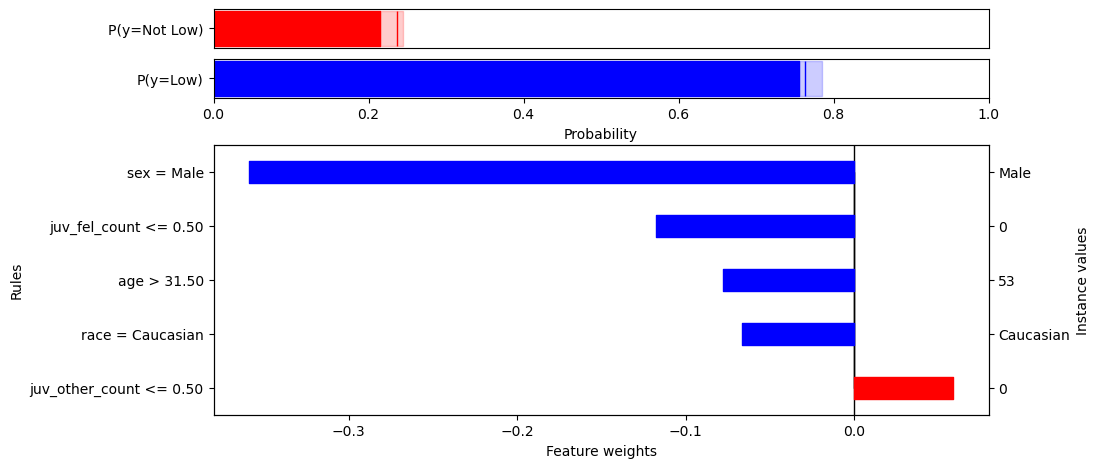 P(y=Not Low)
P(y=Low)
0.0 0.2 0.4 0.6 0.8 1.0
Probability
sex = Male Male
juv_fel_count <= 0.50 0
age > 31.50 53
race = Caucasian Caucasian
juv_other_count <= 0.50 0
Rules
Instance values
−0.3 −0.2 −0.1 0.0
Feature weights